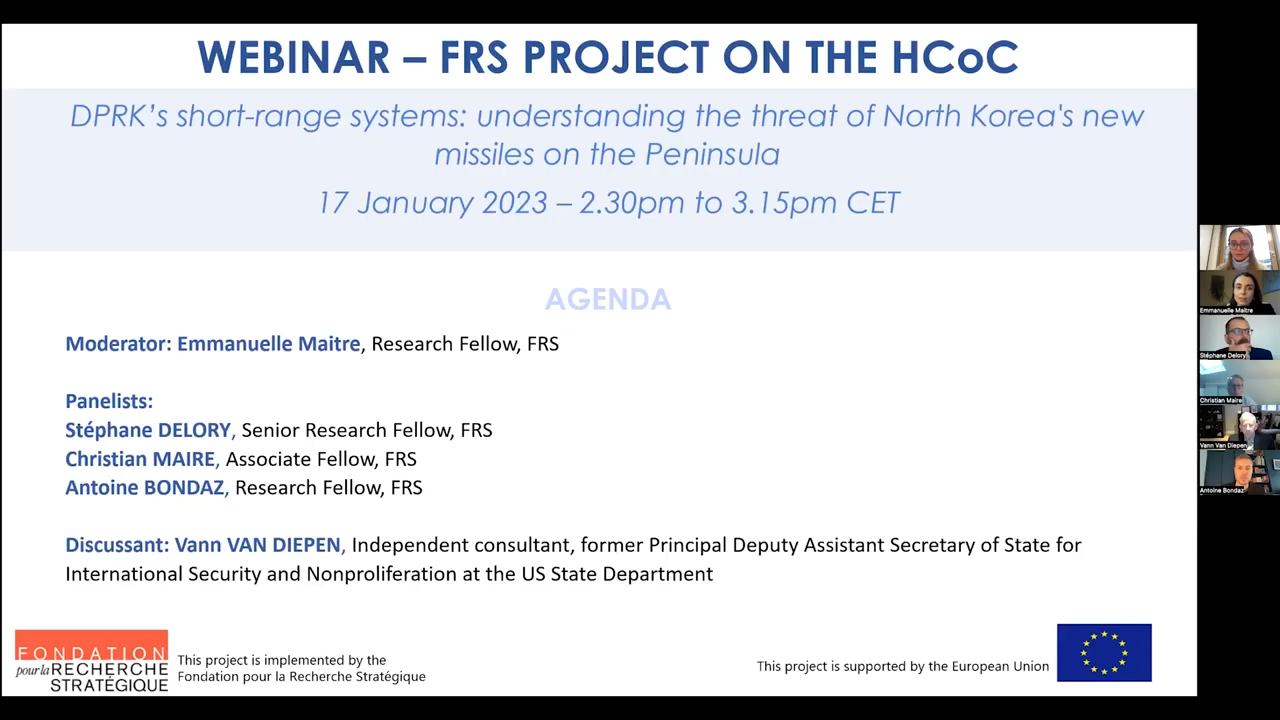 WEBINAR – FRS PROJECT ON THE HCoC
DPRK’s short-range systems: understanding the threat of North Korea's new
missiles on the Peninsula
17 January 2023 – 2.30pm to 3.15pm CET
AGENDA
Moderator: Emmanuelle Maitre, Research Fellow, FRS
Panelists:
Stéphane DELORY, Senior Research Fellow, FRS
Christian MAIRE, Associate Fellow, FRS
Antoine BONDAZ, Research Fellow, FRS
Discussant: Vann VAN DIEPEN, Independent consultant, former Principal Deputy Assistant Secretary of State for
International Security and Nonproliferation at the US State Department
FONDATION
pour la RECHERCHE
STRATÉGIQUE
This project is implemented by the
Fondation pour la Recherche Stratégique
This project is supported by the European Union
Emmanuelle Maitre
Stéphane Delory
Christian Maire
Vann Van Diepen
Antoine Bondaz